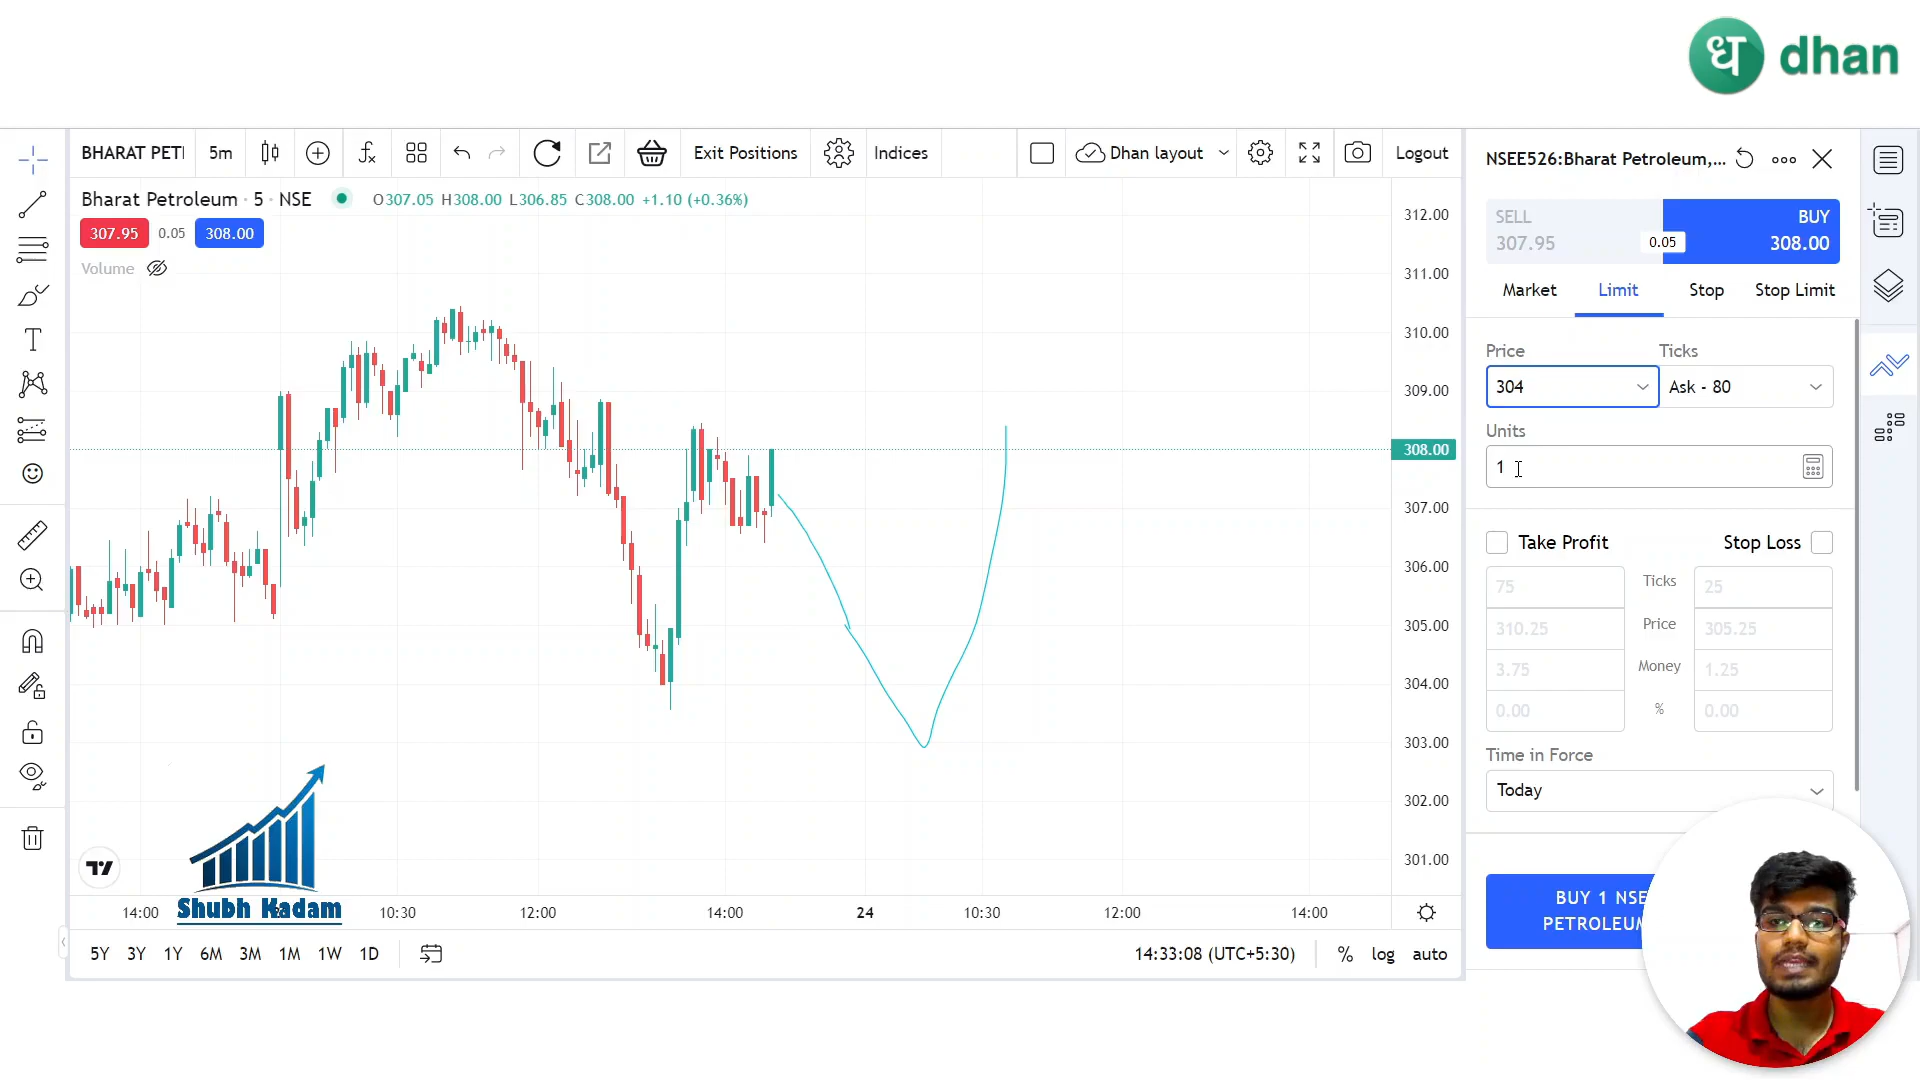 ध dhan
BHARAT PETI 5m Exit Positions Indices Dhan layout Logout
Bharat Petroleum · 5 · NSE O307.05 H308.00 L306.85 C308.00 +1.10 (+0.36%)
307.95 0.05 308.00
Volume
312.00
311.00
310.00
309.00
308.00
307.00
306.00
305.00
304.00
303.00
302.00
301.00
Shubh Kadam
14:00 10:30 12:00 14:00 24 10:30 12:00 14:00
5Y 3Y 1Y 6M 3M 1M 1W 1D 14:33:08 (UTC+5:30) % log auto
NSEE526:Bharat Petroleum,...
SELL BUY
307.95 0.05 308.00
Market Limit Stop Stop Limit
Price Ticks
304 Ask - 80
Units
1
Take Profit Stop Loss
75 Ticks 25
310.25 Price 305.25
3.75 Money 1.25
0.00 % 0.00
Time in Force
Today
BUY 1 NSE
PETROLEUM